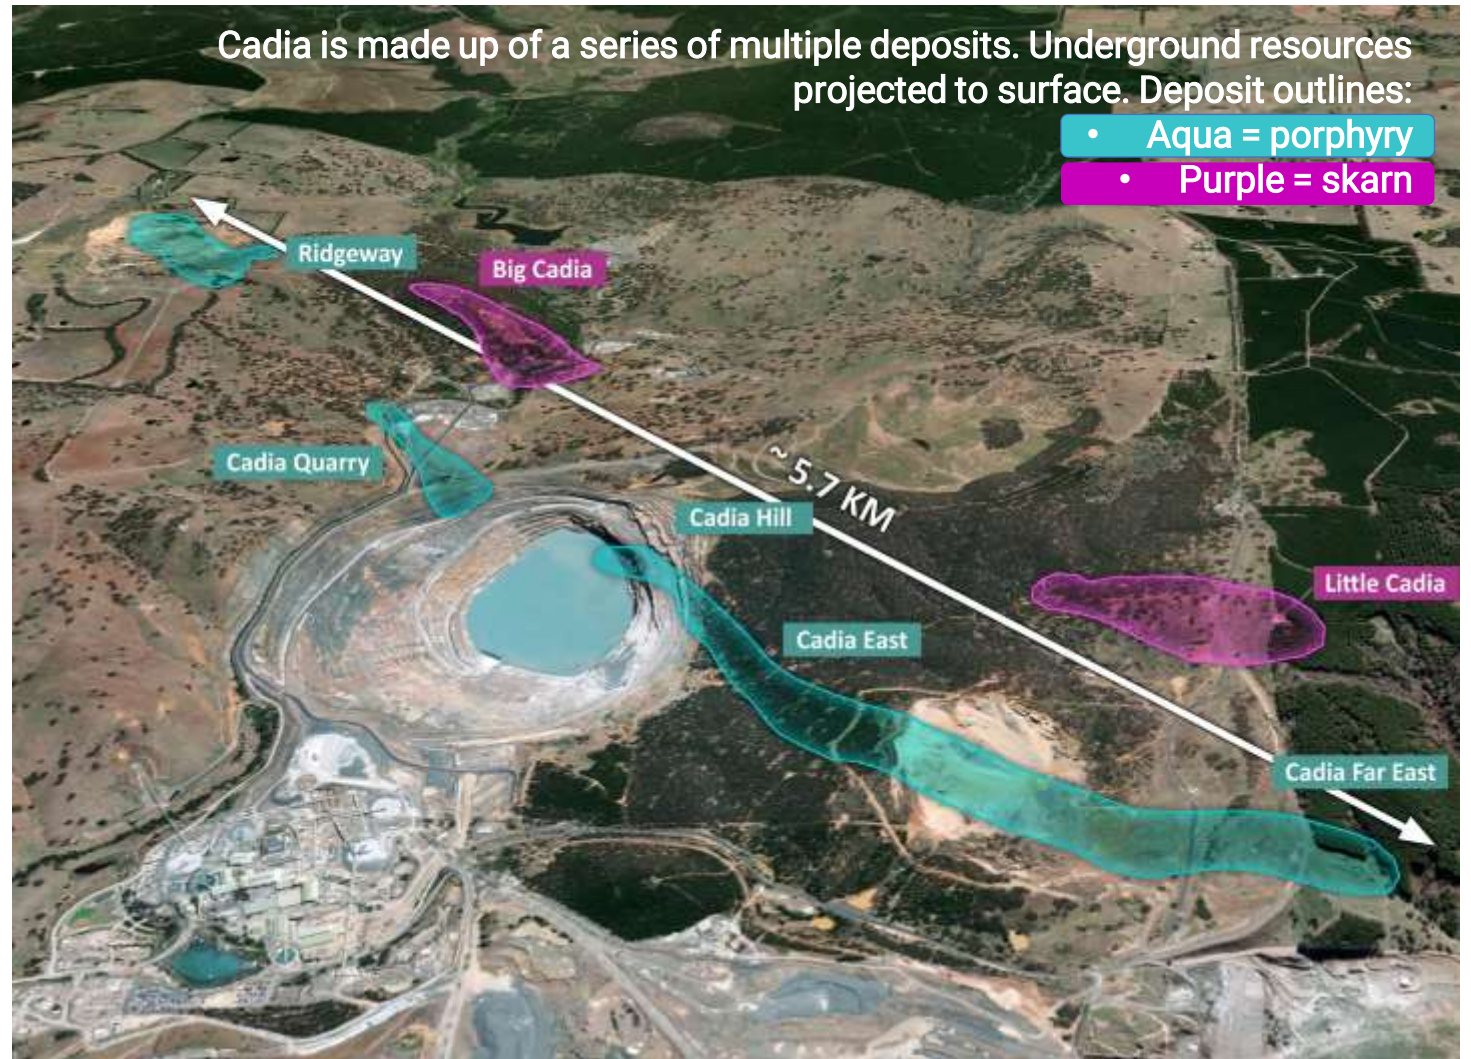 Cadia is made up of a series of multiple deposits. Underground resources
projected to surface. Deposit outlines:
• Aqua = porphyry
• Purple = skarn
Ridgeway
Big Cadia
Cadia Quarry
~ 5.7 KM
Cadia Hill
Little Cadia
Cadia East
Cadia Far East